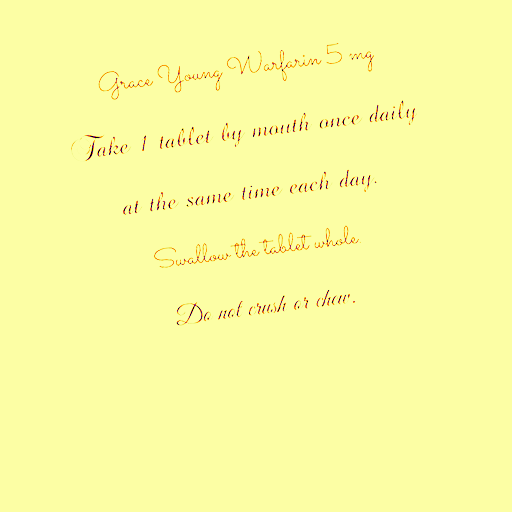 Grace Young Warfarin 5 mg
Take 1 tablet by mouth once daily
at the same time each day.
Swallow the tablet whole.
Do not crush or chew.